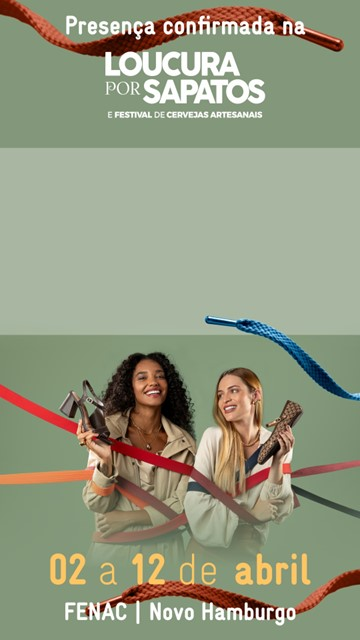 Presença confirmada na
LOUCURA
POR SAPATOS
E FESTIVAL DE CERVEJAS ARTESANAIS
02 a 12 de abril
FENAC | Novo Hamburgo